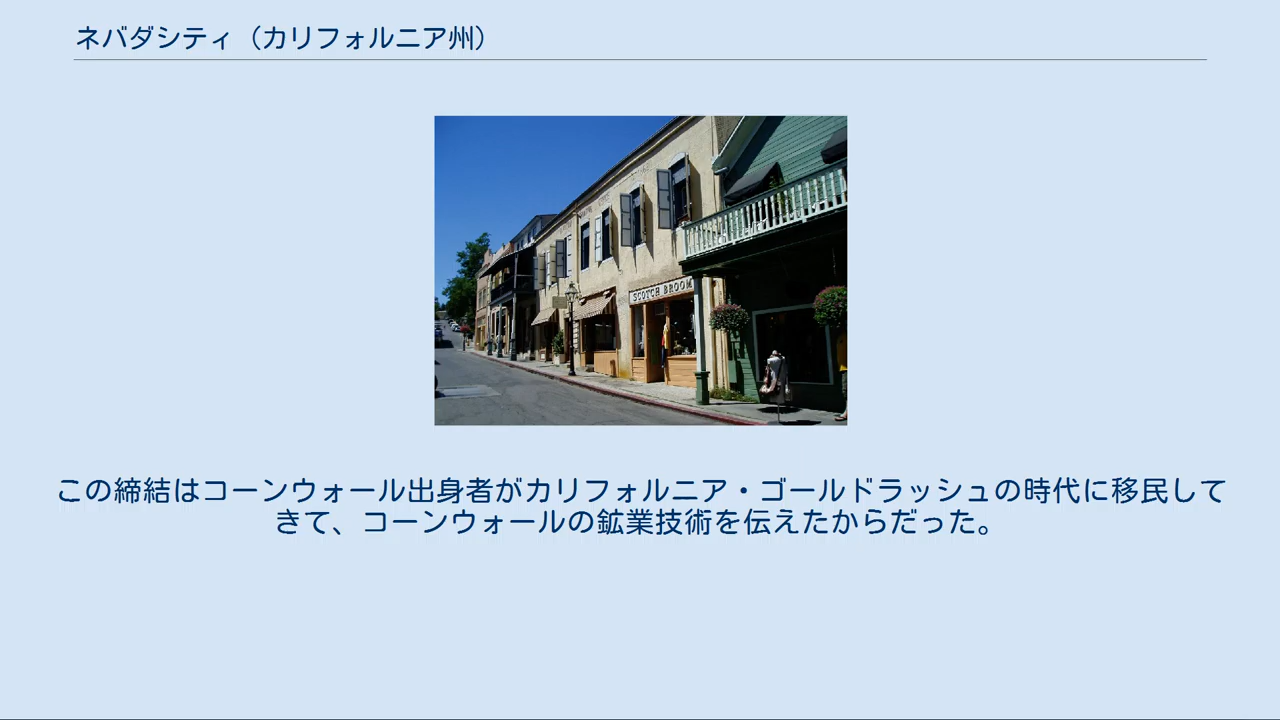 ネバダシティ（カリフォルニア州）
SCOTCH BROOM
この締結はコーンウォール出身者がカリフォルニア・ゴールドラッシュの時代に移民して
きて、コーンウォールの鉱業技術を伝えたからだった。